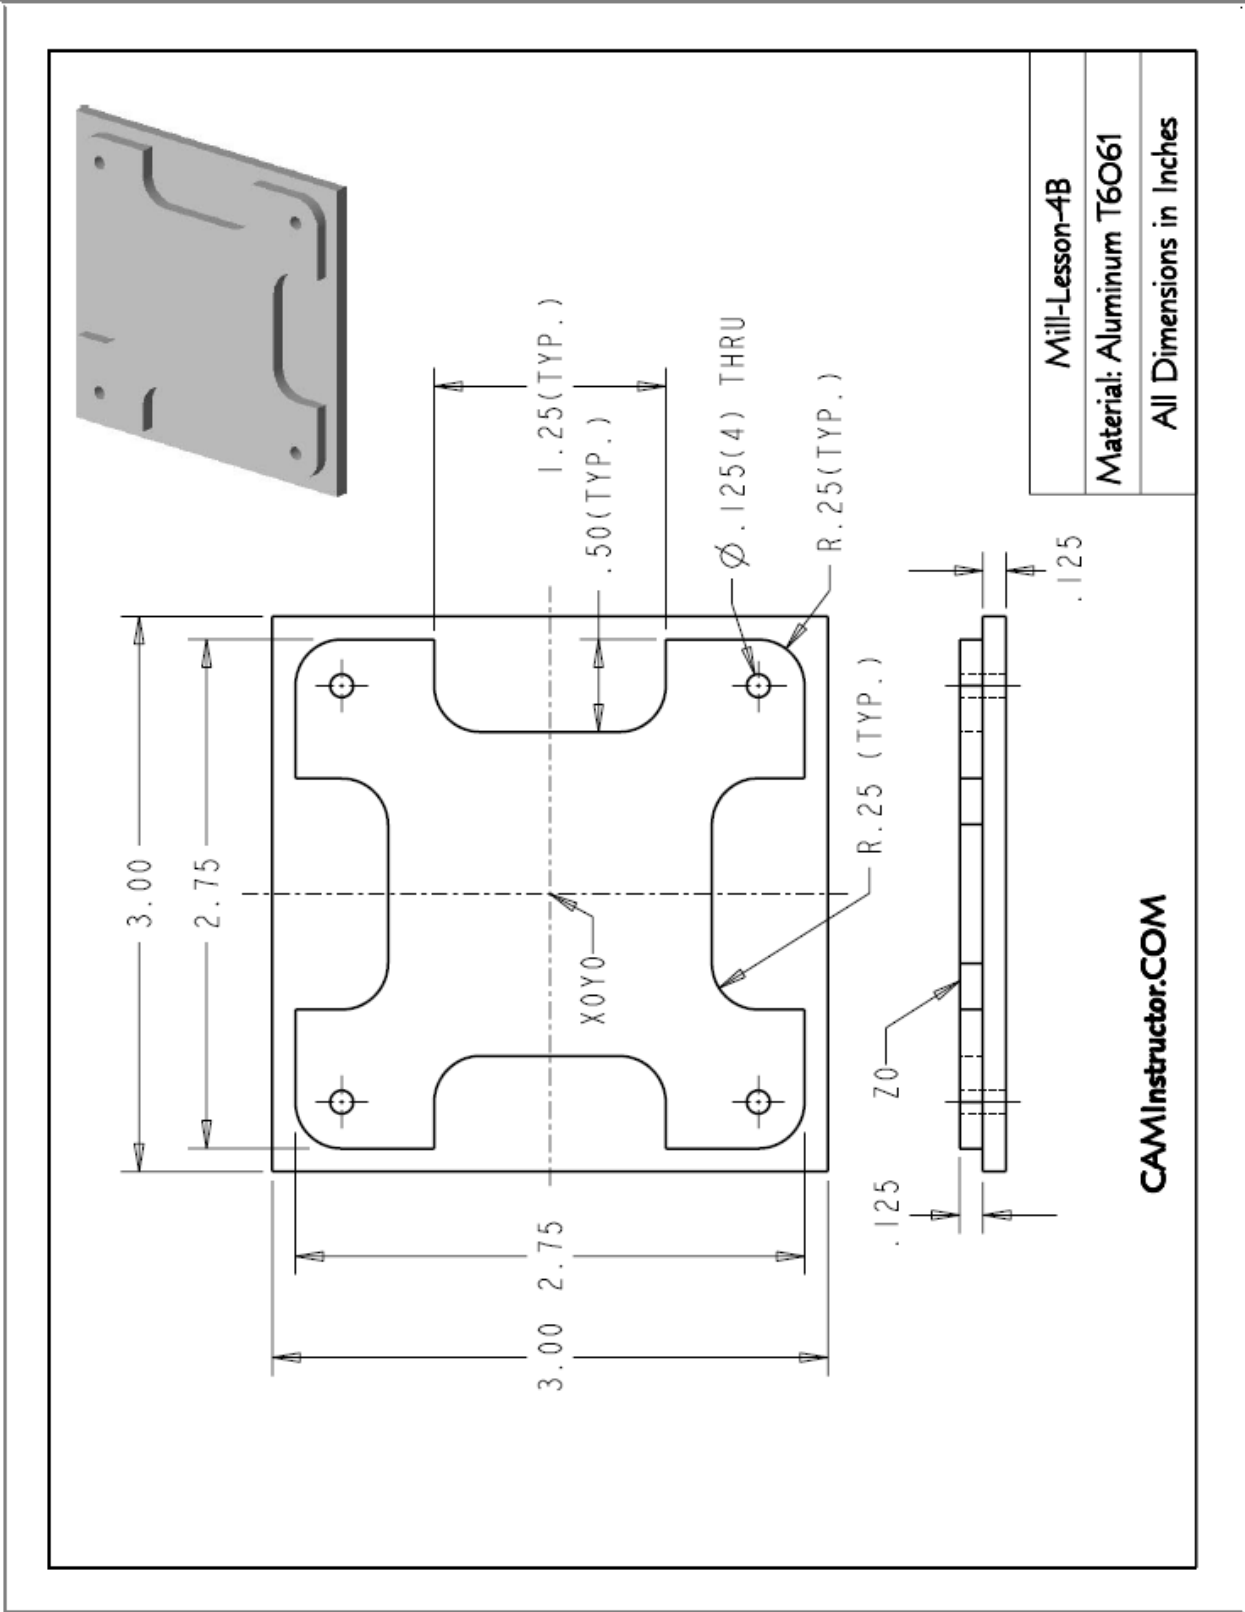 3.00
2.75
1.25(TYP.)
.50(TYP.)
Ø.125(4) THRU
R.25(TYP.)
R.25 (TYP.)
X0Y0
2.75
3.00
Z0
.125
.125
Mill-Lesson-4B
Material: Aluminum T6061
All Dimensions in Inches
CAMInstructor.COM